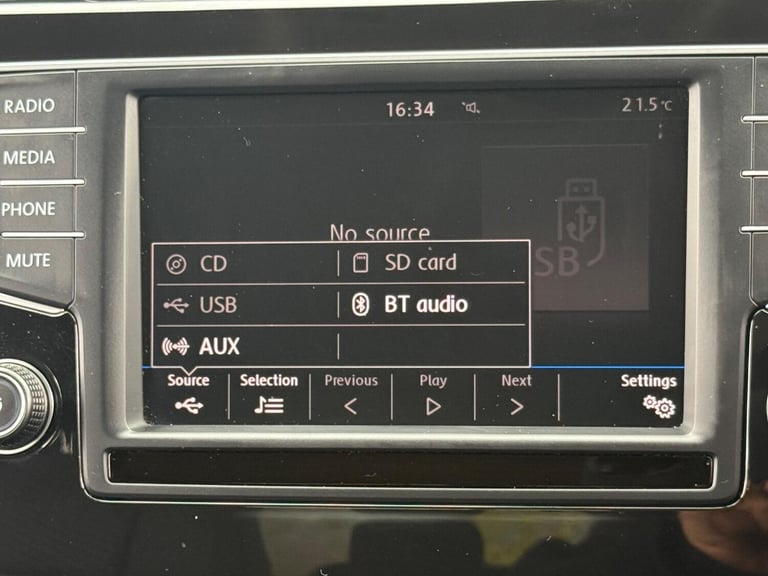 RADIO
MEDIA
PHONE
MUTE
16:34
21.5°C
No source
SB
CD
SD card
USB
BT audio
AUX
Source
Selection
Previous
Play
Next
Settings